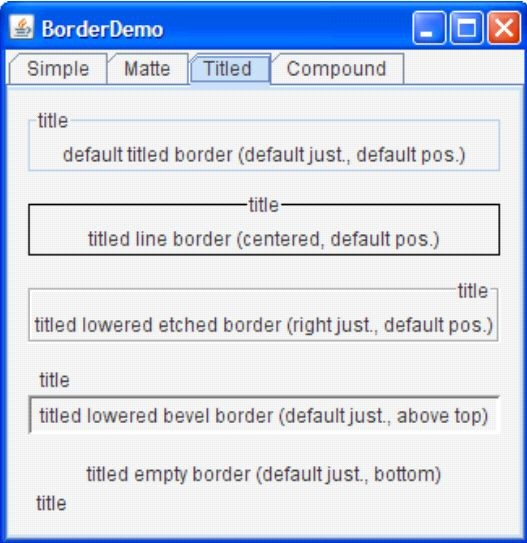 BorderDemo
Simple Matte Titled Compound
title
default titled border (default just., default pos.)
title
titled line border (centered, default pos.)
title
titled lowered etched border (right just., default pos.)
title
titled lowered bevel border (default just., above top)
titled empty border (default just., bottom)
title